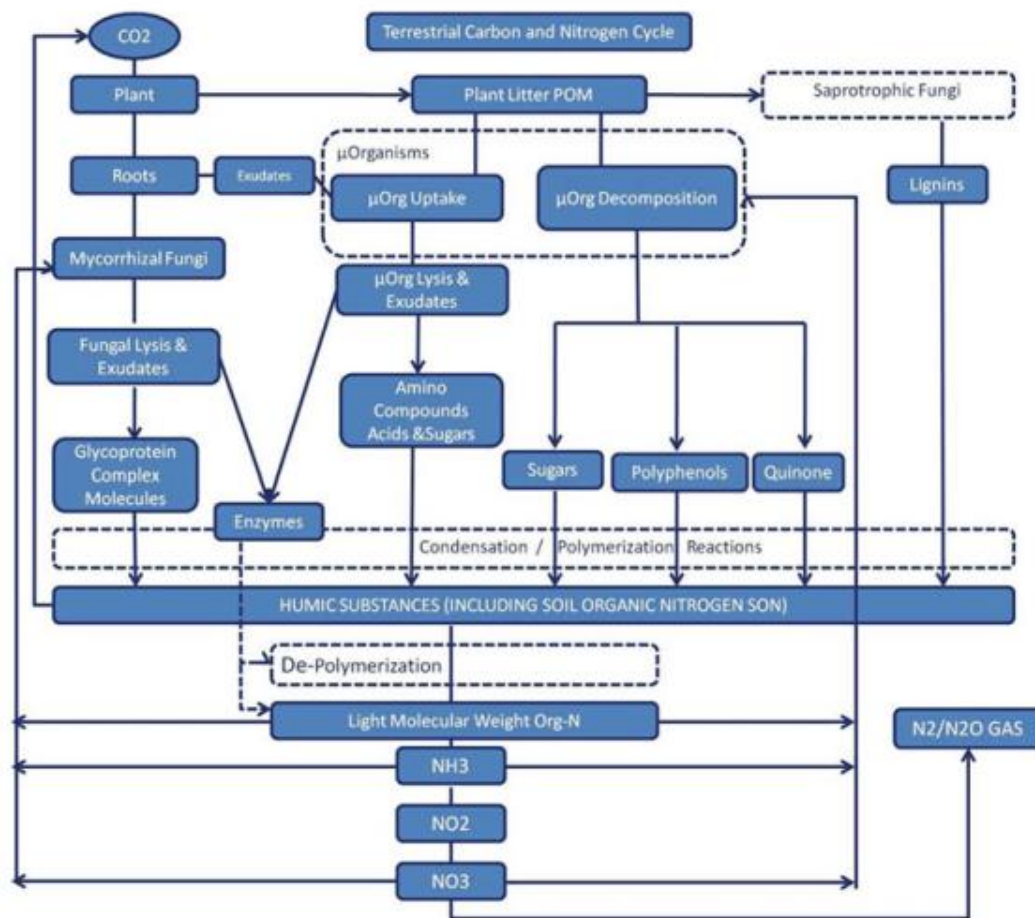 CO2
Terrestrial Carbon and Nitrogen Cycle
Plant
Plant Litter POM
Saprotrophic Fungi
µOrganisms
Roots
Exudates
µOrg Uptake
µOrg Decomposition
Lignins
Mycorrhizal Fungi
µOrg Lysis &
Exudates
Fungal Lysis &
Exudates
Amino
Compounds
Acids &Sugars
Glycoprotein
Complex
Molecules
Sugars
Polyphenols
Quinone
Enzymes
Condensation / Polymerization Reactions
HUMIC SUBSTANCES (INCLUDING SOIL ORGANIC NITROGEN SON)
De-Polymerization
Light Molecular Weight Org-N
N2/N2O GAS
NH3
NO2
NO3